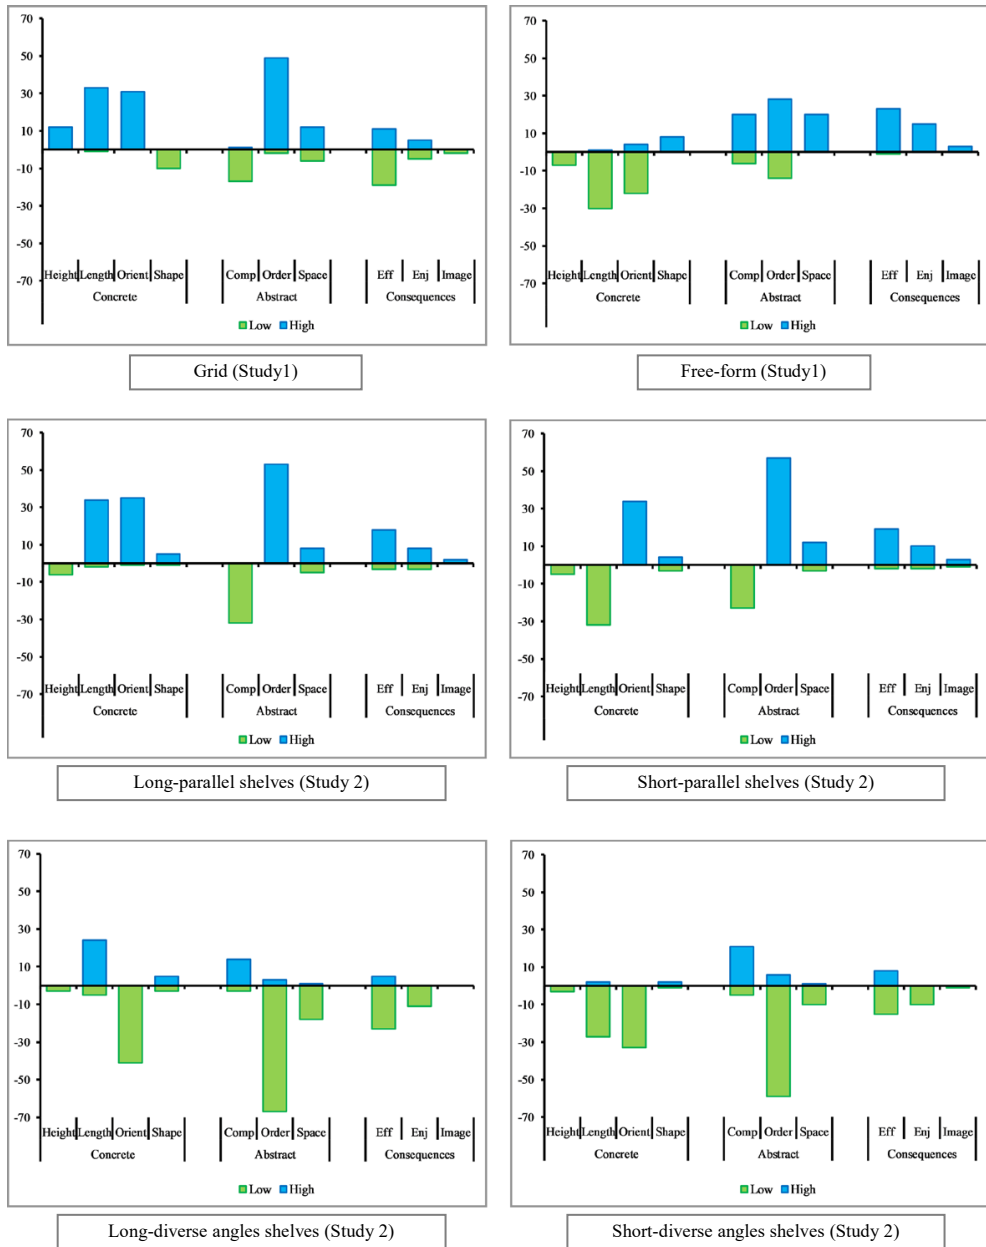 70
50
30
10
-10
-30
-50
-70
Height Length Orient Shape Comp Order Space Eff Enj Image
Concrete Abstract Consequences
Low High
Grid (Study1)
70
50
30
10
-10
-30
-50
-70
Height Length Orient Shape Comp Order Space Eff Enj Image
Concrete Abstract Consequences
Low High
Free-form (Study1)
70
50
30
10
-10
-30
-50
-70
Height Length Orient Shape Comp Order Space Eff Enj Image
Concrete Abstract Consequences
Low High
Long-parallel shelves (Study 2)
70
50
30
10
-10
-30
-50
-70
Height Length Orient Shape Comp Order Space Eff Enj Image
Concrete Abstract Consequences
Low High
Short-parallel shelves (Study 2)
70
50
30
10
-10
-30
-50
-70
Height Length Orient Shape Comp Order Space Eff Enj Image
Concrete Abstract Consequences
Low High
Long-diverse angles shelves (Study 2)
70
50
30
10
-10
-30
-50
-70
Height Length Orient Shape Comp Order Space Eff Enj Image
Concrete Abstract Consequences
Low High
Short-diverse angles shelves (Study 2)